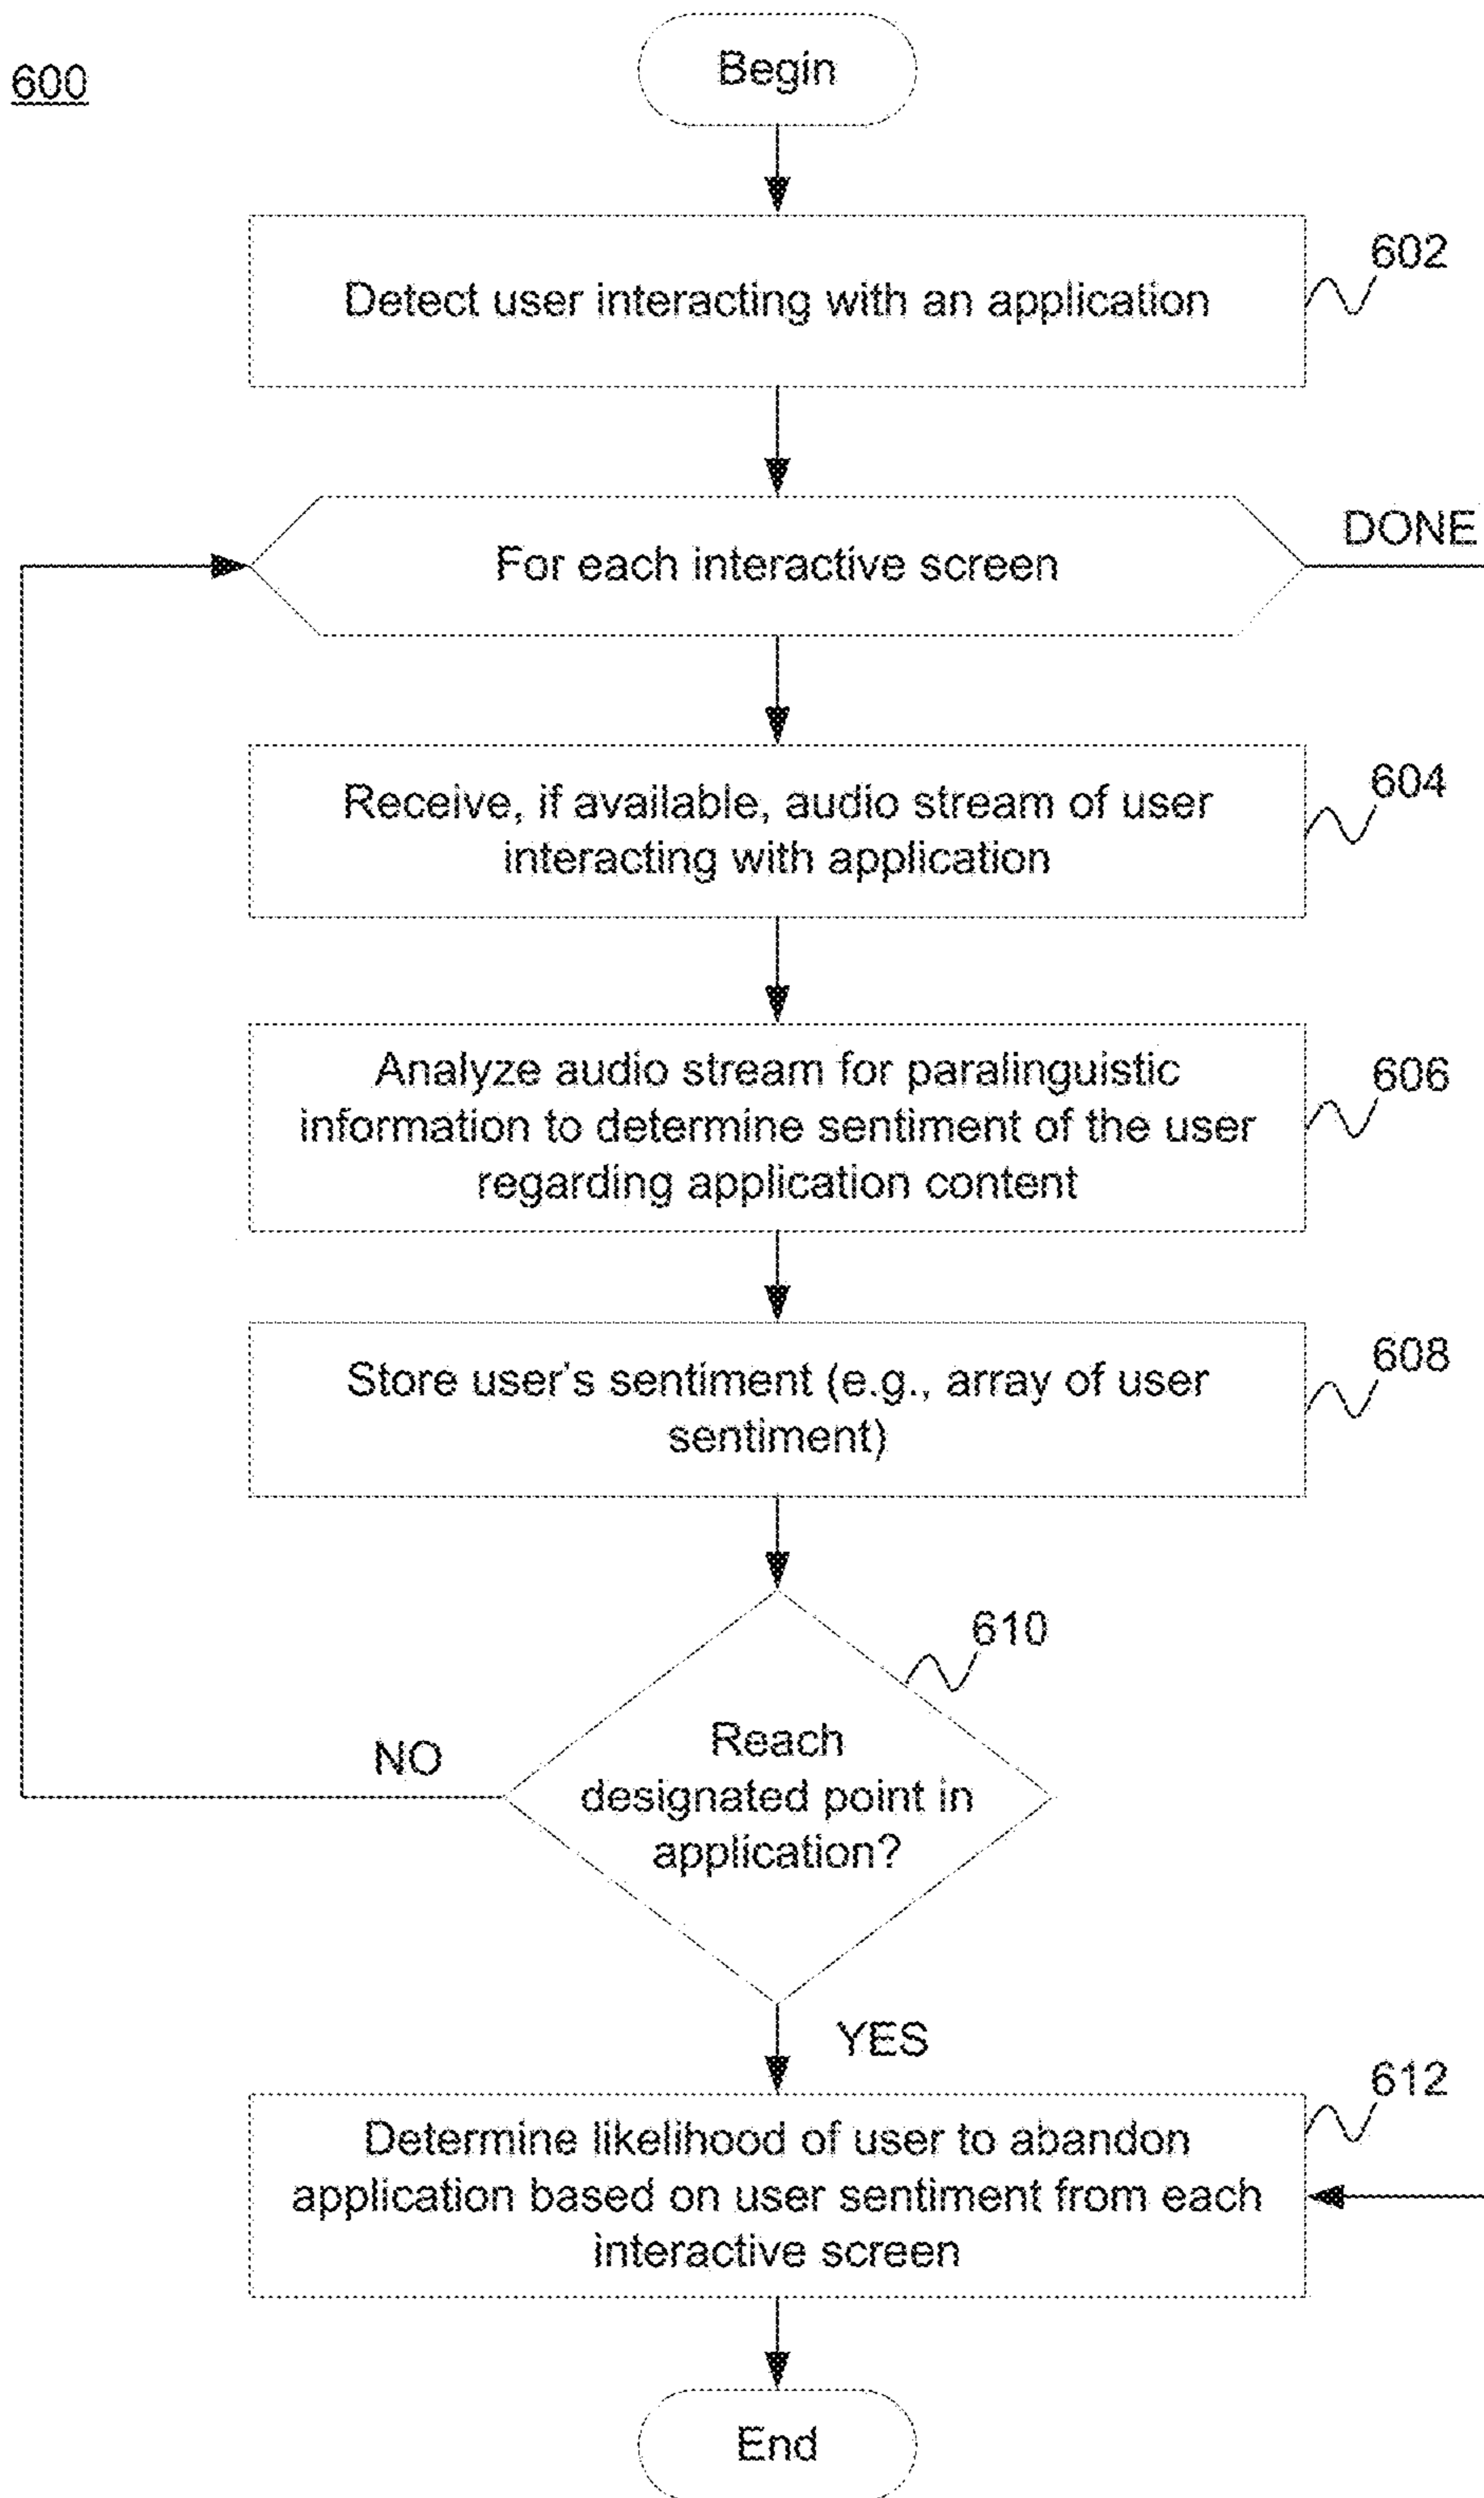 600
Begin
602
Detect user interacting with an application
DONE
For each interactive screen
604
Receive, if available, audio stream of user
interacting with application
606
Analyze audio stream for paralinguistic
information to determine sentiment of the user
regarding application content
608
Store user's sentiment (e.g., array of user
sentiment)
610
Reach
designated point in
application?
NO
YES
612
Determine likelihood of user to abandon
application based on user sentiment from each
interactive screen
End